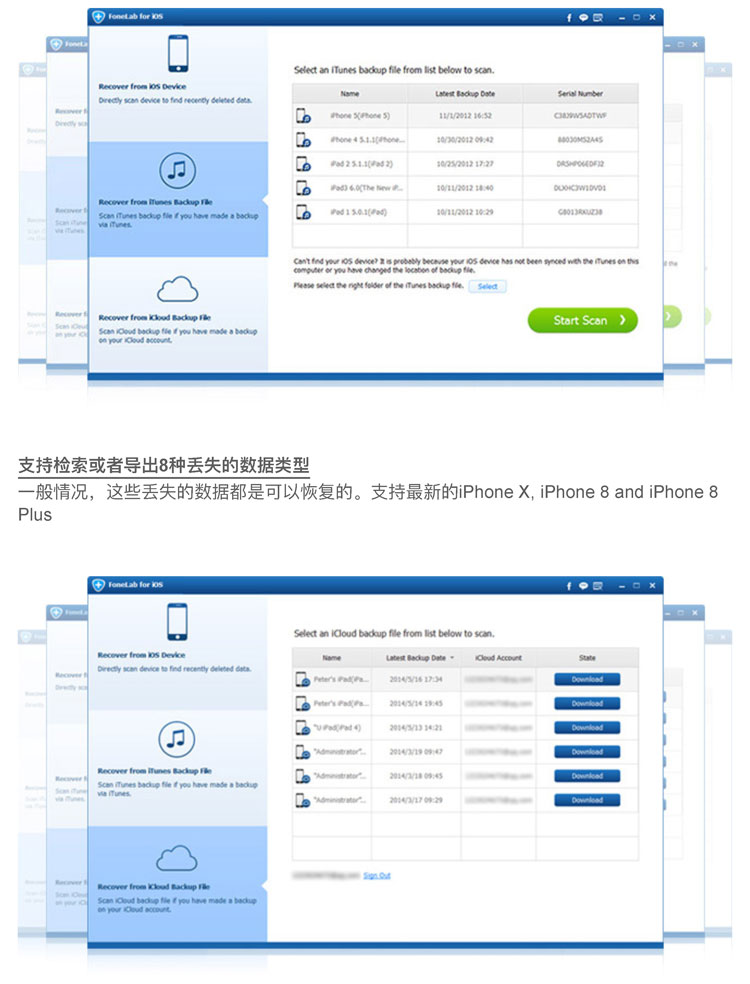 FoneLab for iOS
Recover from iOS Device
Directly scan device to find recently deleted data.
Recover from iTunes Backup File
Scan iTunes backup file if you have made a backup
via iTunes.
Recover from iCloud Backup File
Scan iCloud backup file if you have made a backup
on your iCloud account.
Select an iTunes backup file from list below to scan.
Name Latest Backup Date Serial Number
iPhone 5(iPhone 5) 11/1/2012 16:52 C38J9W5ADTWF
iPhone 4 5.1.1(iPhone... 10/30/2012 09:42 88030MS2A4S
iPad 2 5.1.1(iPad 2) 10/25/2012 17:27 DR5HP06EDFJ2
iPad3 6.0(The New iP... 10/11/2012 18:40 DLXHC3W1DVD1
iPad 1 5.0.1(iPad) 10/11/2012 10:29 GB013RKUZ38
Can't find your iOS device? It is probably because your iOS device has not been synced with the iTunes on this
computer or you have changed the location of backup file.
Please select the right folder of the iTunes backup file. Select
Start Scan
支持检索或者导出8种丢失的数据类型
一般情况，这些丢失的数据都是可以恢复的。支持最新的iPhone X, iPhone 8 and iPhone 8
Plus
FoneLab for iOS
Recover from iOS Device
Directly scan device to find recently deleted data.
Recover from iTunes Backup File
Scan iTunes backup file if you have made a backup
via iTunes.
Recover from iCloud Backup File
Scan iCloud backup file if you have made a backup
on your iCloud account.
Select an iCloud backup file from list below to scan.
Name Latest Backup Date iCloud Account State
Peter's iPad(iPa... 2014/5/16 17:34 Download
Peter's iPad(iPa... 2014/5/14 19:45 Download
"U iPad(iPad 4) 2014/5/13 14:21 Download
"Administrator"... 2014/3/19 09:47 Download
"Administrator"... 2014/3/18 09:45 Download
"Administrator"... 2014/3/17 09:29 Download
Sign Out